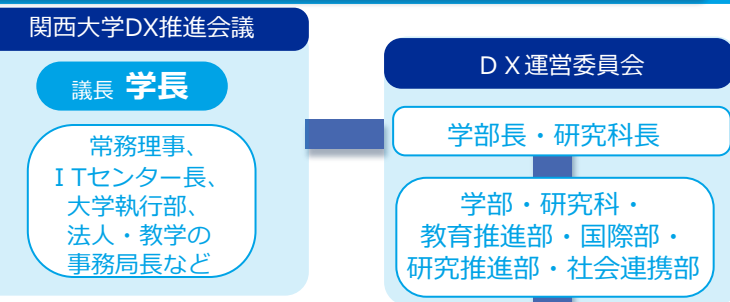 関西大学DX推進会議
議長 学長
常務理事、
ＩTセンター長、
大学執行部、
法人・教学の
事務局長など
ＤＸ運営委員会
学部長・研究科長
学部・研究科・
教育推進部・国際部・
研究推進部・社会連携部